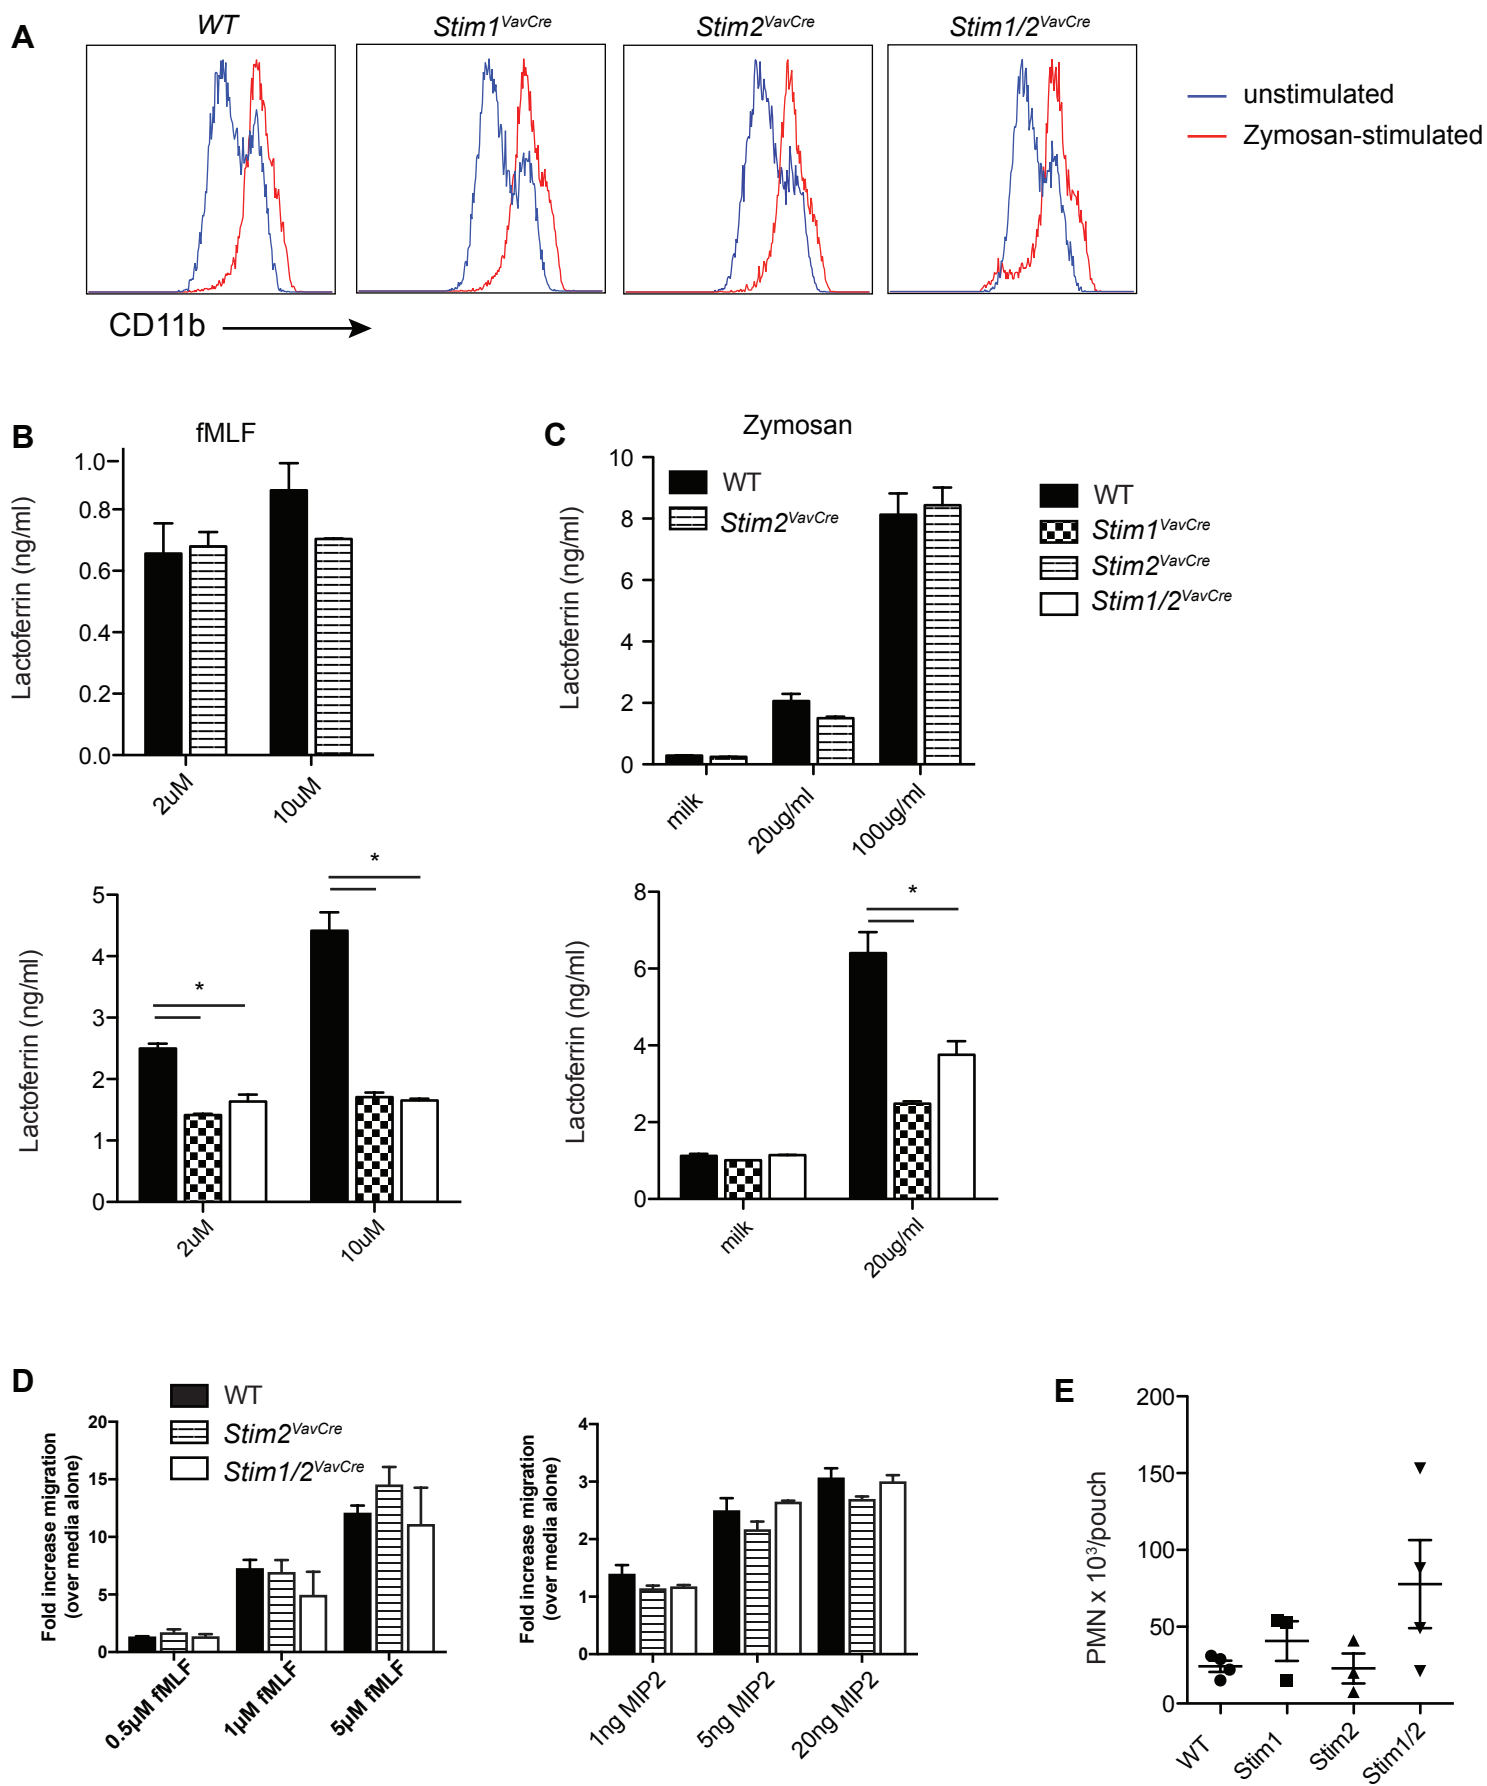 A
WT
Stim1VavCre
Stim2VavCre
Stim1/2VavCre
unstimulated
Zymosan-stimulated
CD11b
B
fMLF
Lactoferrin (ng/ml)
1.0
0.8
0.6
0.4
0.2
0.0
2uM
10uM
C
Zymosan
Lactoferrin (ng/ml)
10
8
6
4
2
0
WT
Stim2VavCre
milk
20ug/ml
100ug/ml
WT
Stim1VavCre
Stim2VavCre
Stim1/2VavCre
Lactoferrin (ng/ml)
5
4
3
2
1
0
*
*
2uM
10uM
Lactoferrin (ng/ml)
8
6
4
2
0
*
milk
20ug/ml
D
WT
Stim2VavCre
Stim1/2VavCre
Fold increase migration
(over media alone)
20
15
10
5
0
0.5μM fMLF
1μM fMLF
5μM fMLF
Fold increase migration
(over media alone)
4
3
2
1
0
1ng MIP2
5ng MIP2
20ng MIP2
E
PMN x 10³/pouch
200
150
100
50
0
WT
Stim1
Stim2
Stim1/2